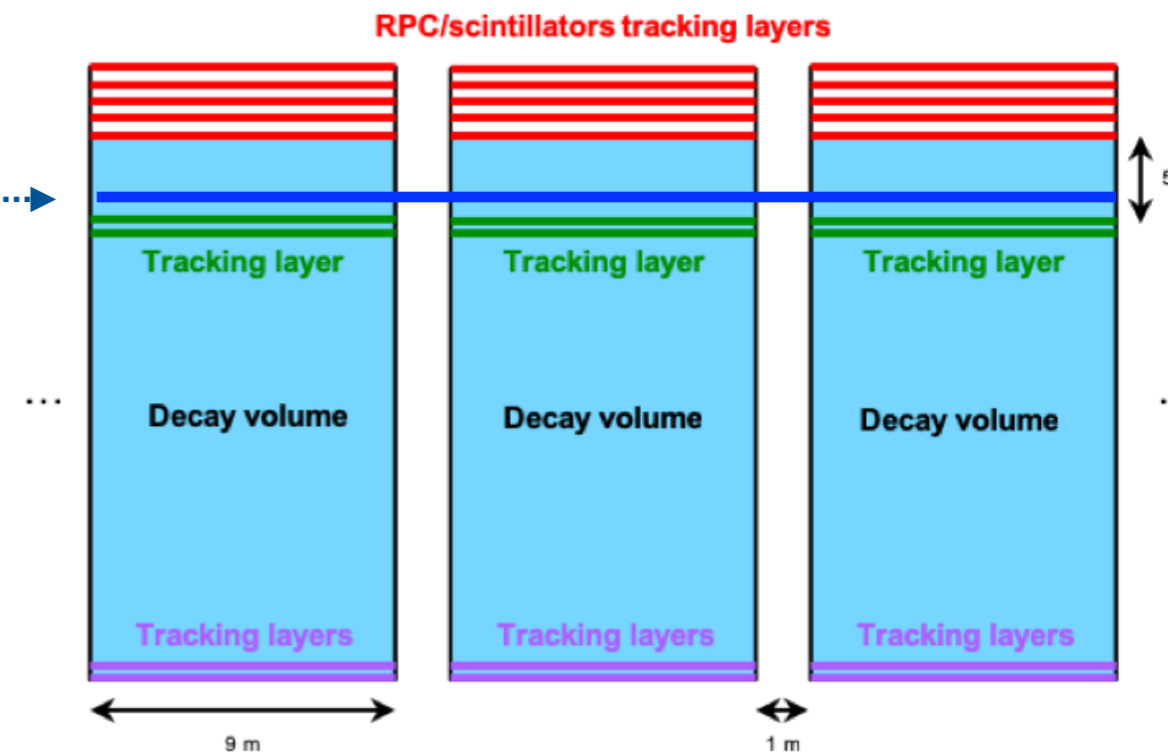 RPC/scintillators tracking layers
5
Tracking layer Tracking layer Tracking layer
...
Decay volume Decay volume Decay volume
Tracking layers Tracking layers Tracking layers
9 m 1 m